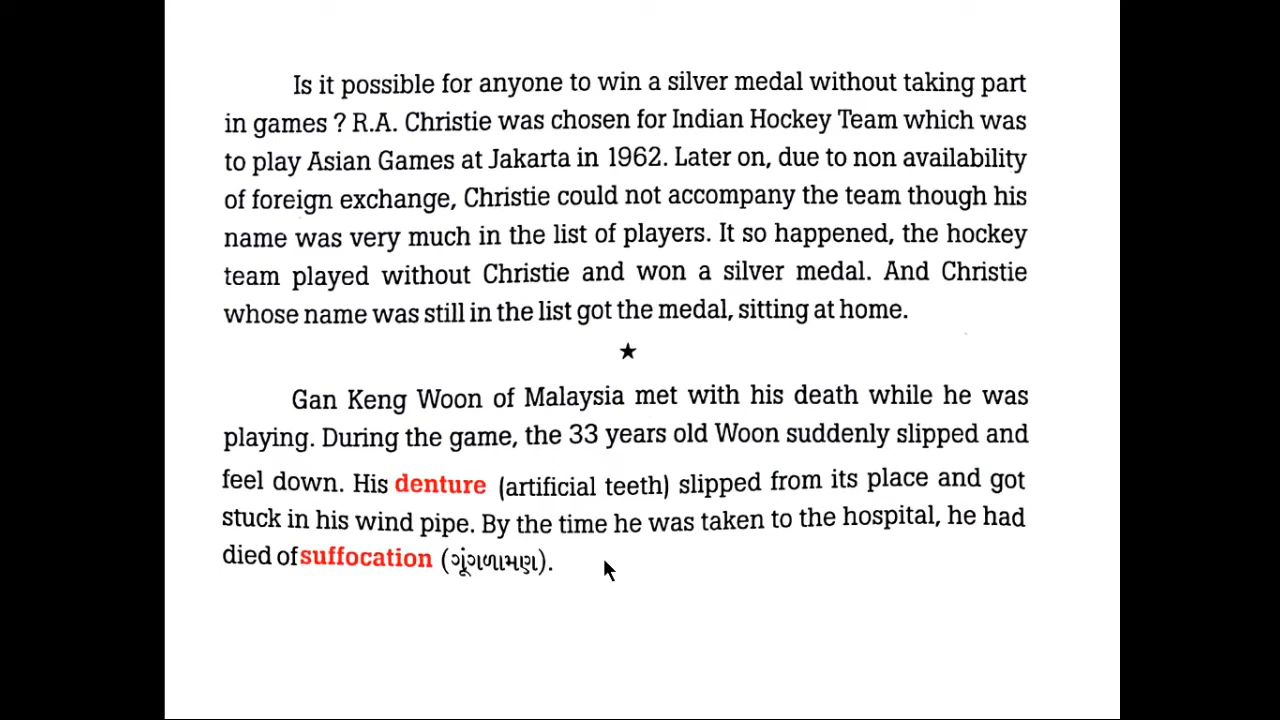 Is it possible for anyone to win a silver medal without taking part
in games ? R.A. Christie was chosen for Indian Hockey Team which was
to play Asian Games at Jakarta in 1962. Later on, due to non availability
of foreign exchange, Christie could not accompany the team though his
name was very much in the list of players. It so happened, the hockey
team played without Christie and won a silver medal. And Christie
whose name was still in the list got the medal, sitting at home.
★
Gan Keng Woon of Malaysia met with his death while he was
playing. During the game, the 33 years old Woon suddenly slipped and
feel down. His denture (artificial teeth) slipped from its place and got
stuck in his wind pipe. By the time he was taken to the hospital, he had
died of suffocation (ગૂંગળામણ).